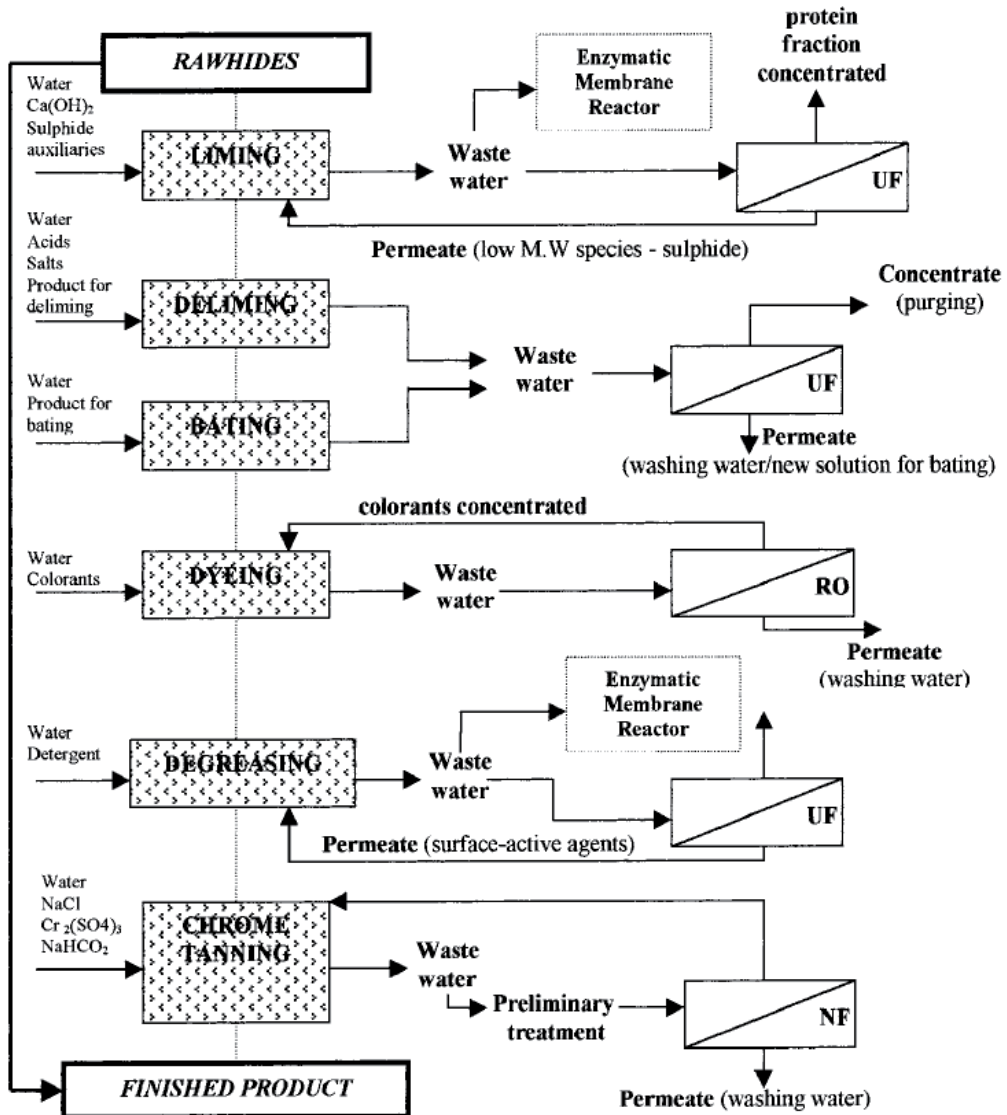 RAWHIDES
Water
Ca(OH)2
Sulphide
auxiliaries
LIMING
Waste
water
Enzymatic
Membrane
Reactor
protein
fraction
concentrated
UF
Permeate (low M.W species - sulphide)
Water
Acids
Salts
Product for
deliming
DELIMING
Water
Product for
bating
BATING
Waste
water
UF
Concentrate
(purging)
Permeate
(washing water/new solution for bating)
colorants concentrated
Water
Colorants
DYEING
Waste
water
RO
Permeate
(washing water)
Enzymatic
Membrane
Reactor
Water
Detergent
DEGREASING
Waste
water
UF
Permeate (surface-active agents)
Water
NaCl
Cr 2(SO4)3
NaHCO2
CHROME
TANNING
Waste
water
Preliminary
treatment
NF
Permeate (washing water)
FINISHED PRODUCT